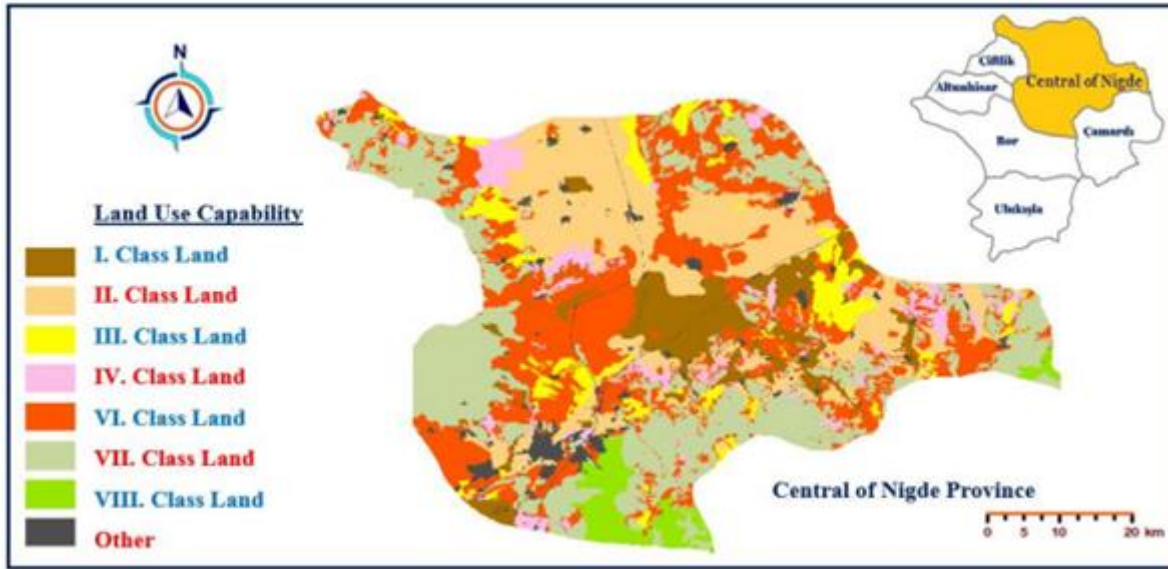 N
Çiftlik
Central of Nigde
Altunhisar
Bor
Çamardı
Ulukışla
Land Use Capability
I. Class Land
II. Class Land
III. Class Land
IV. Class Land
VI. Class Land
VII. Class Land
VIII. Class Land
Other
Central of Nigde Province
0 5 10 20 km